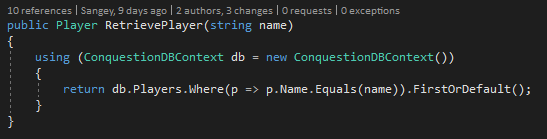 10 references | Sangey, 9 days ago | 2 authors, 3 changes | 0 requests | 0 exceptions
public Player RetrievePlayer(string name)
{
    using (ConquestionDBContext db = new ConquestionDBContext())
    {
        return db.Players.Where(p => p.Name.Equals(name)).FirstOrDefault();
    }
}